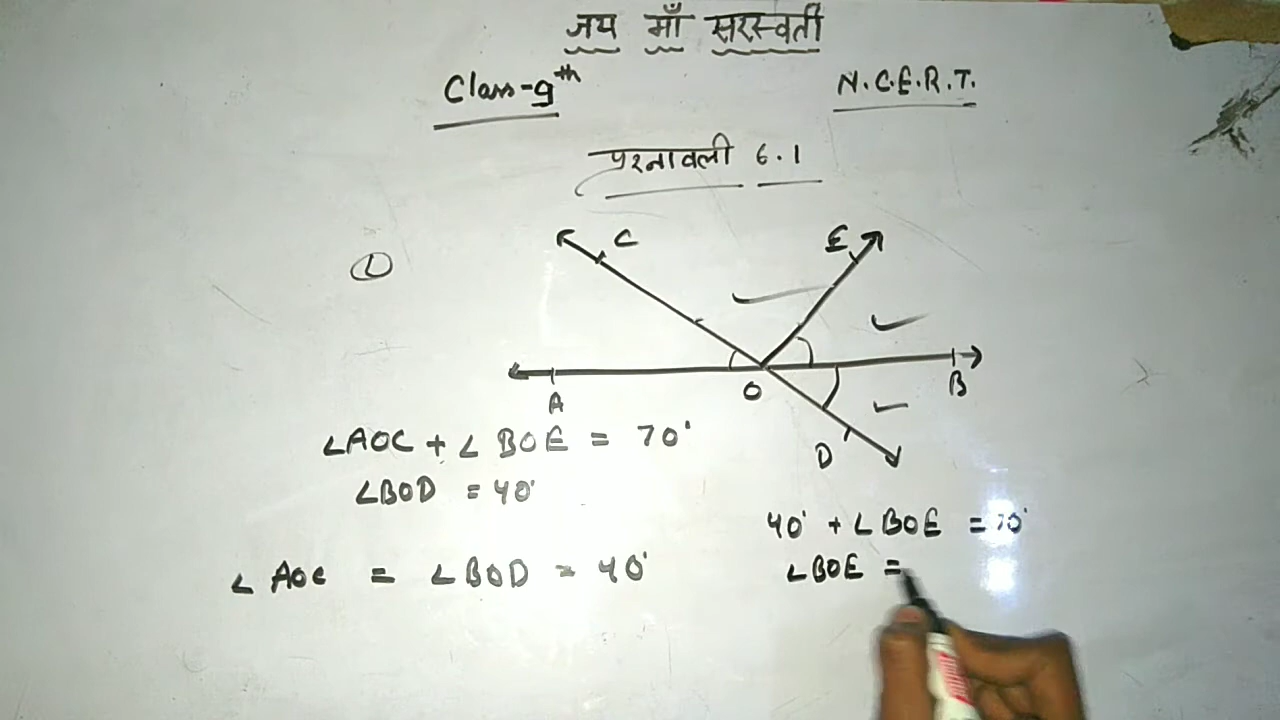 जय माँ सरस्वती
Class-9th
N.C.E.R.T.
प्रश्नावली 6.1
①
C
E
A
O
B
D
∠AOC + ∠BOE = 70°
∠BOD = 40°
40° + ∠BOE = 70°
∠AOC = ∠BOD = 40°
∠BOE =